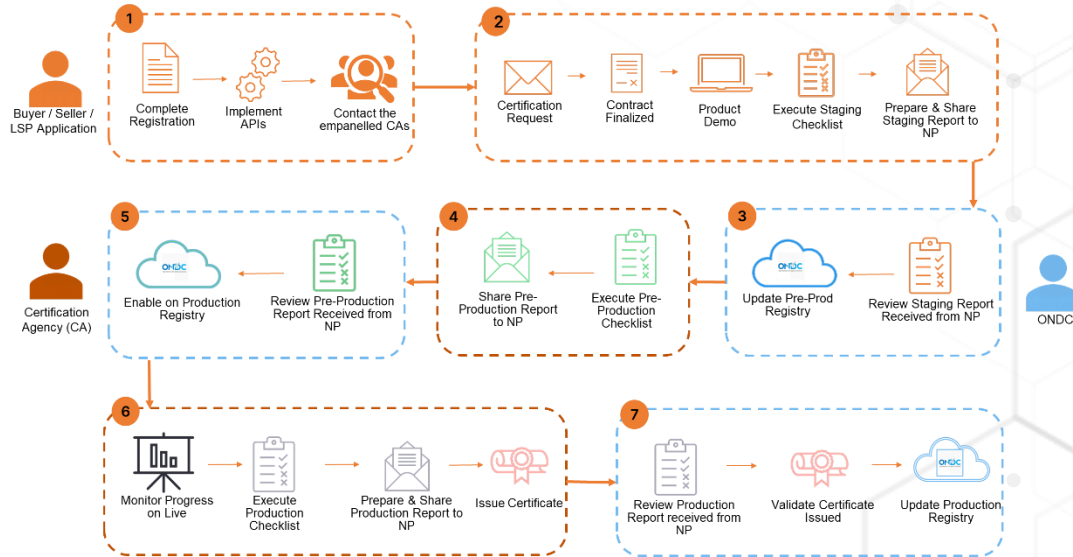 1
2
Complete
Registration
Implement
APIs
Contact the
empanelled CAs
Certification
Request
Contract
Finalized
Product
Demo
Execute Staging
Checklist
Prepare & Share
Staging Report to
NP
Buyer / Seller /
LSP Application
5
4
3
ONDC
Enable on Production
Registry
Review Pre-Production
Report Received from
NP
Share Pre-
Production Report
to NP
Execute Pre-
Production Checklist
ONDC
Update Pre-Prod
Registry
Review Staging Report
Received from NP
Certification
Agency (CA)
ONDC
6
7
Monitor Progress
on Live
Execute
Production
Checklist
Prepare & Share
Production Report to
NP
Issue Certificate
Review Production
Report received from
NP
Validate Certificate
Issued
ONDC
Update Production
Registry